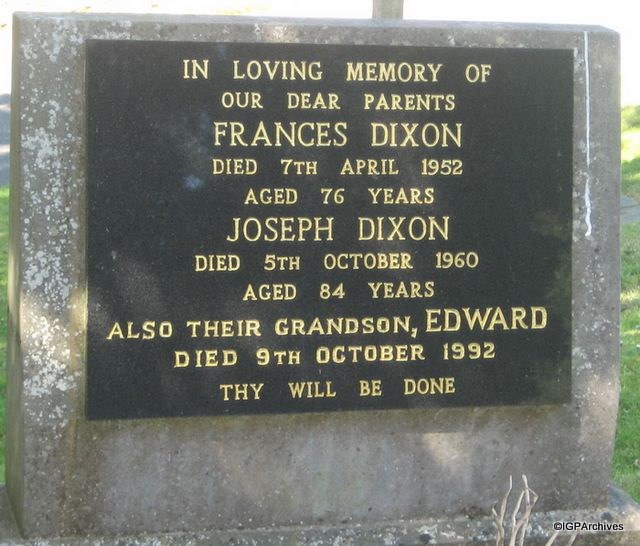 IN LOVING MEMORY OF
OUR DEAR PARENTS
FRANCES DIXON
DIED 7TH APRIL 1952
AGED 76 YEARS
JOSEPH DIXON
DIED 5TH OCTOBER 1960
AGED 84 YEARS
ALSO THEIR GRANDSON, EDWARD
DIED 9TH OCTOBER 1992
THY WILL BE DONE
©IGPArchives